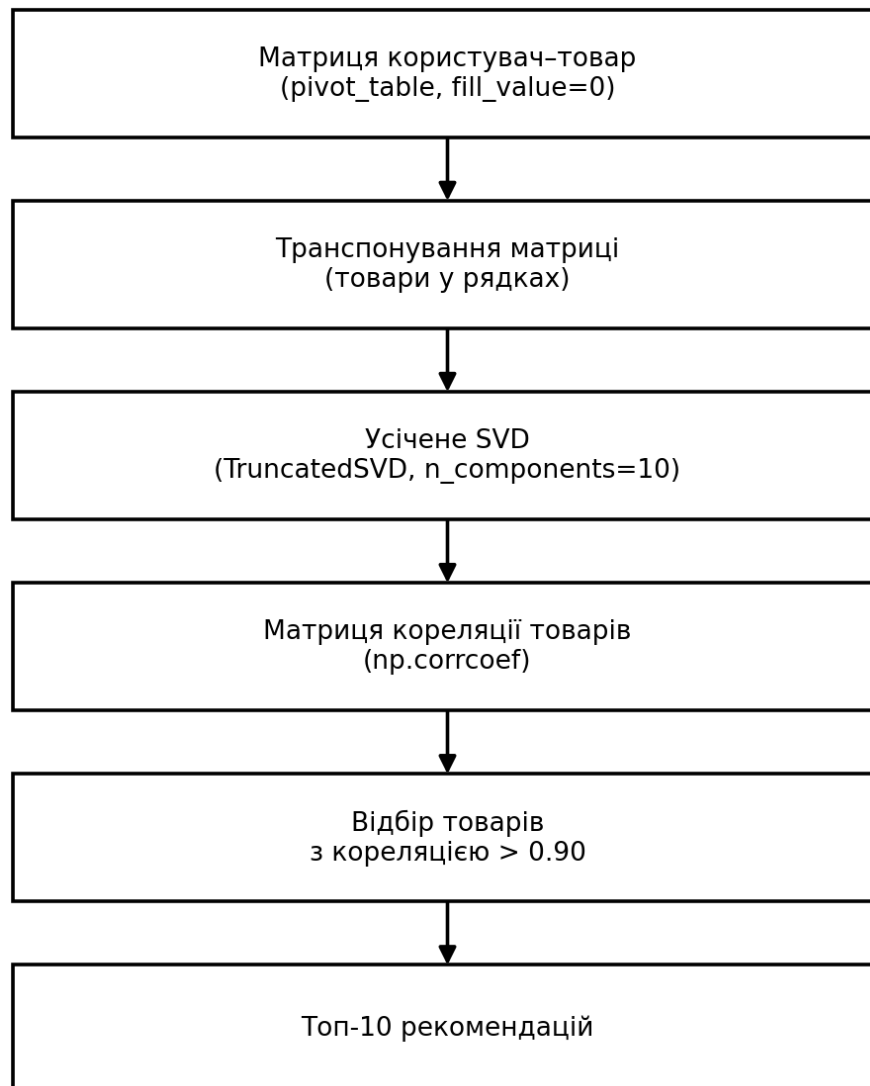 Матриця користувач–товар
(pivot_table, fill_value=0)
Транспонування матриці
(товари у рядках)
Усічене SVD
(TruncatedSVD, n_components=10)
Матриця кореляції товарів
(np.corrcoef)
Відбір товарів
з кореляцією > 0.90
Топ-10 рекомендацій